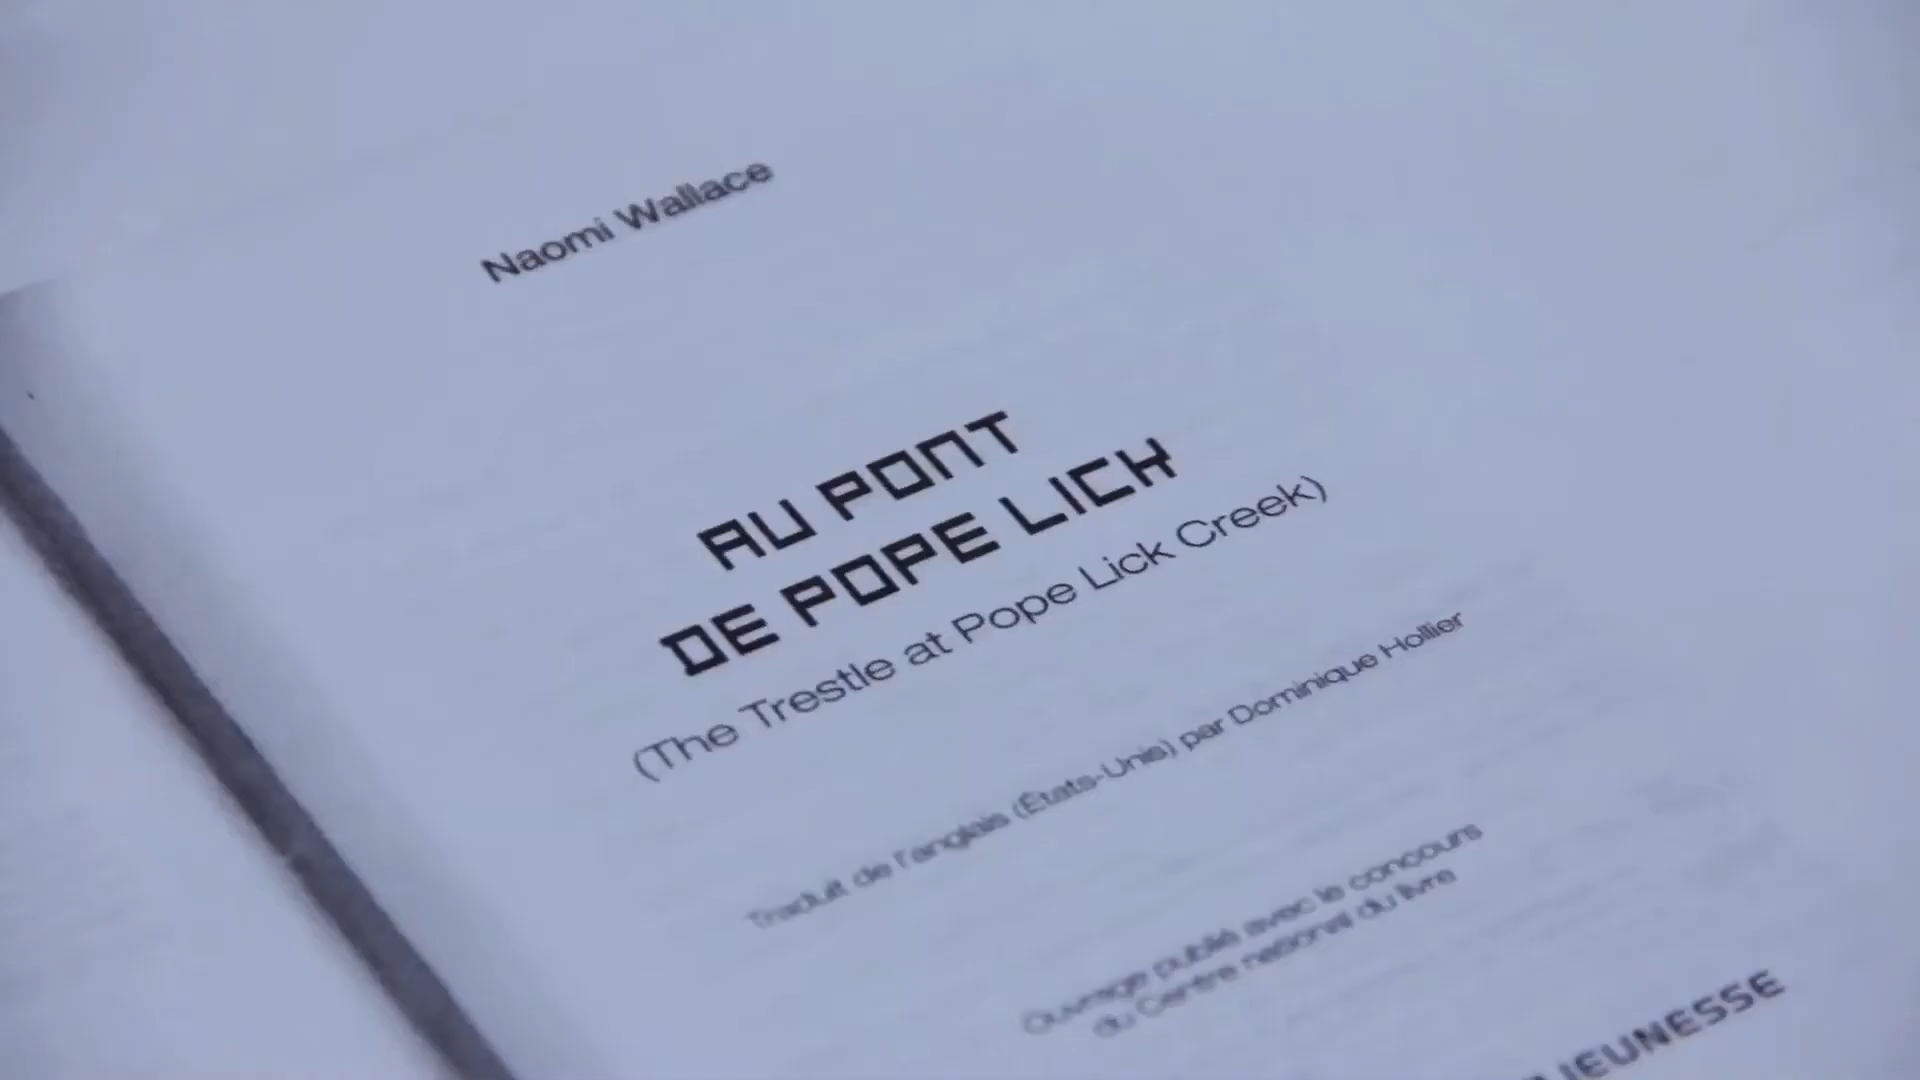 Naomi Wallace
AU PONT
DE POPE LICK
(The Trestle at Pope Lick Creek)
Traduit de l'anglais (États-Unis) par Dominique Hollier
Ouvrage publié avec le concours
du Centre national du livre
JEUNESSE